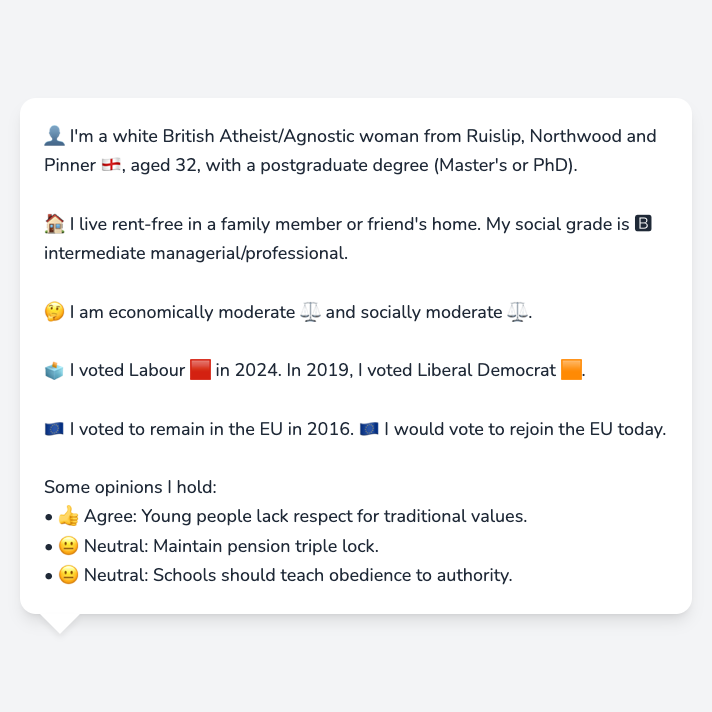 👤 I'm a white British Atheist/Agnostic woman from Ruislip, Northwood and
Pinner 🏴󠁧󠁢󠁥󠁮󠁧󠁿, aged 32, with a postgraduate degree (Master's or PhD).
🏠 I live rent-free in a family member or friend's home. My social grade is 🅱
intermediate managerial/professional.
🤔 I am economically moderate ⚖️ and socially moderate ⚖️.
🗳️ I voted Labour 🟥 in 2024. In 2019, I voted Liberal Democrat 🟧.
🇪🇺 I voted to remain in the EU in 2016. 🇪🇺 I would vote to rejoin the EU today.
Some opinions I hold:
• 👍 Agree: Young people lack respect for traditional values.
• 😐 Neutral: Maintain pension triple lock.
• 😐 Neutral: Schools should teach obedience to authority.